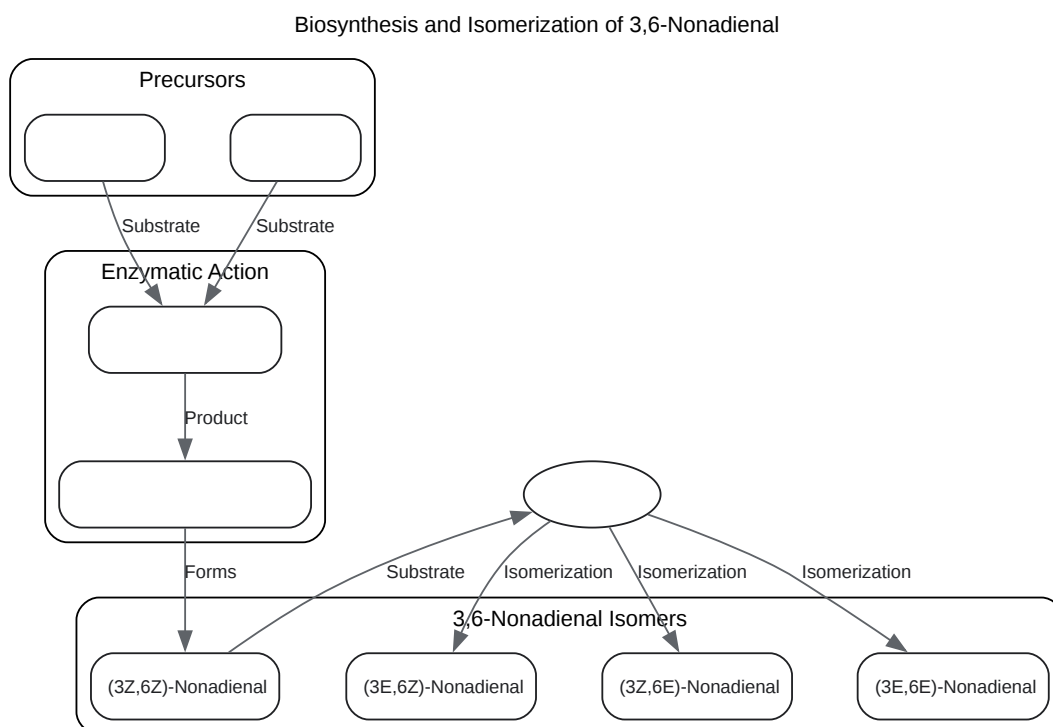 Biosynthesis and Isomerization of 3,6-Nonadienal
Precursors
Substrate
Substrate
Enzymatic Action
Product
Forms
Substrate
Isomerization
Isomerization
Isomerization
3,6-Nonadienal Isomers
(3Z,6Z)-Nonadienal
(3E,6Z)-Nonadienal
(3Z,6E)-Nonadienal
(3E,6E)-Nonadienal